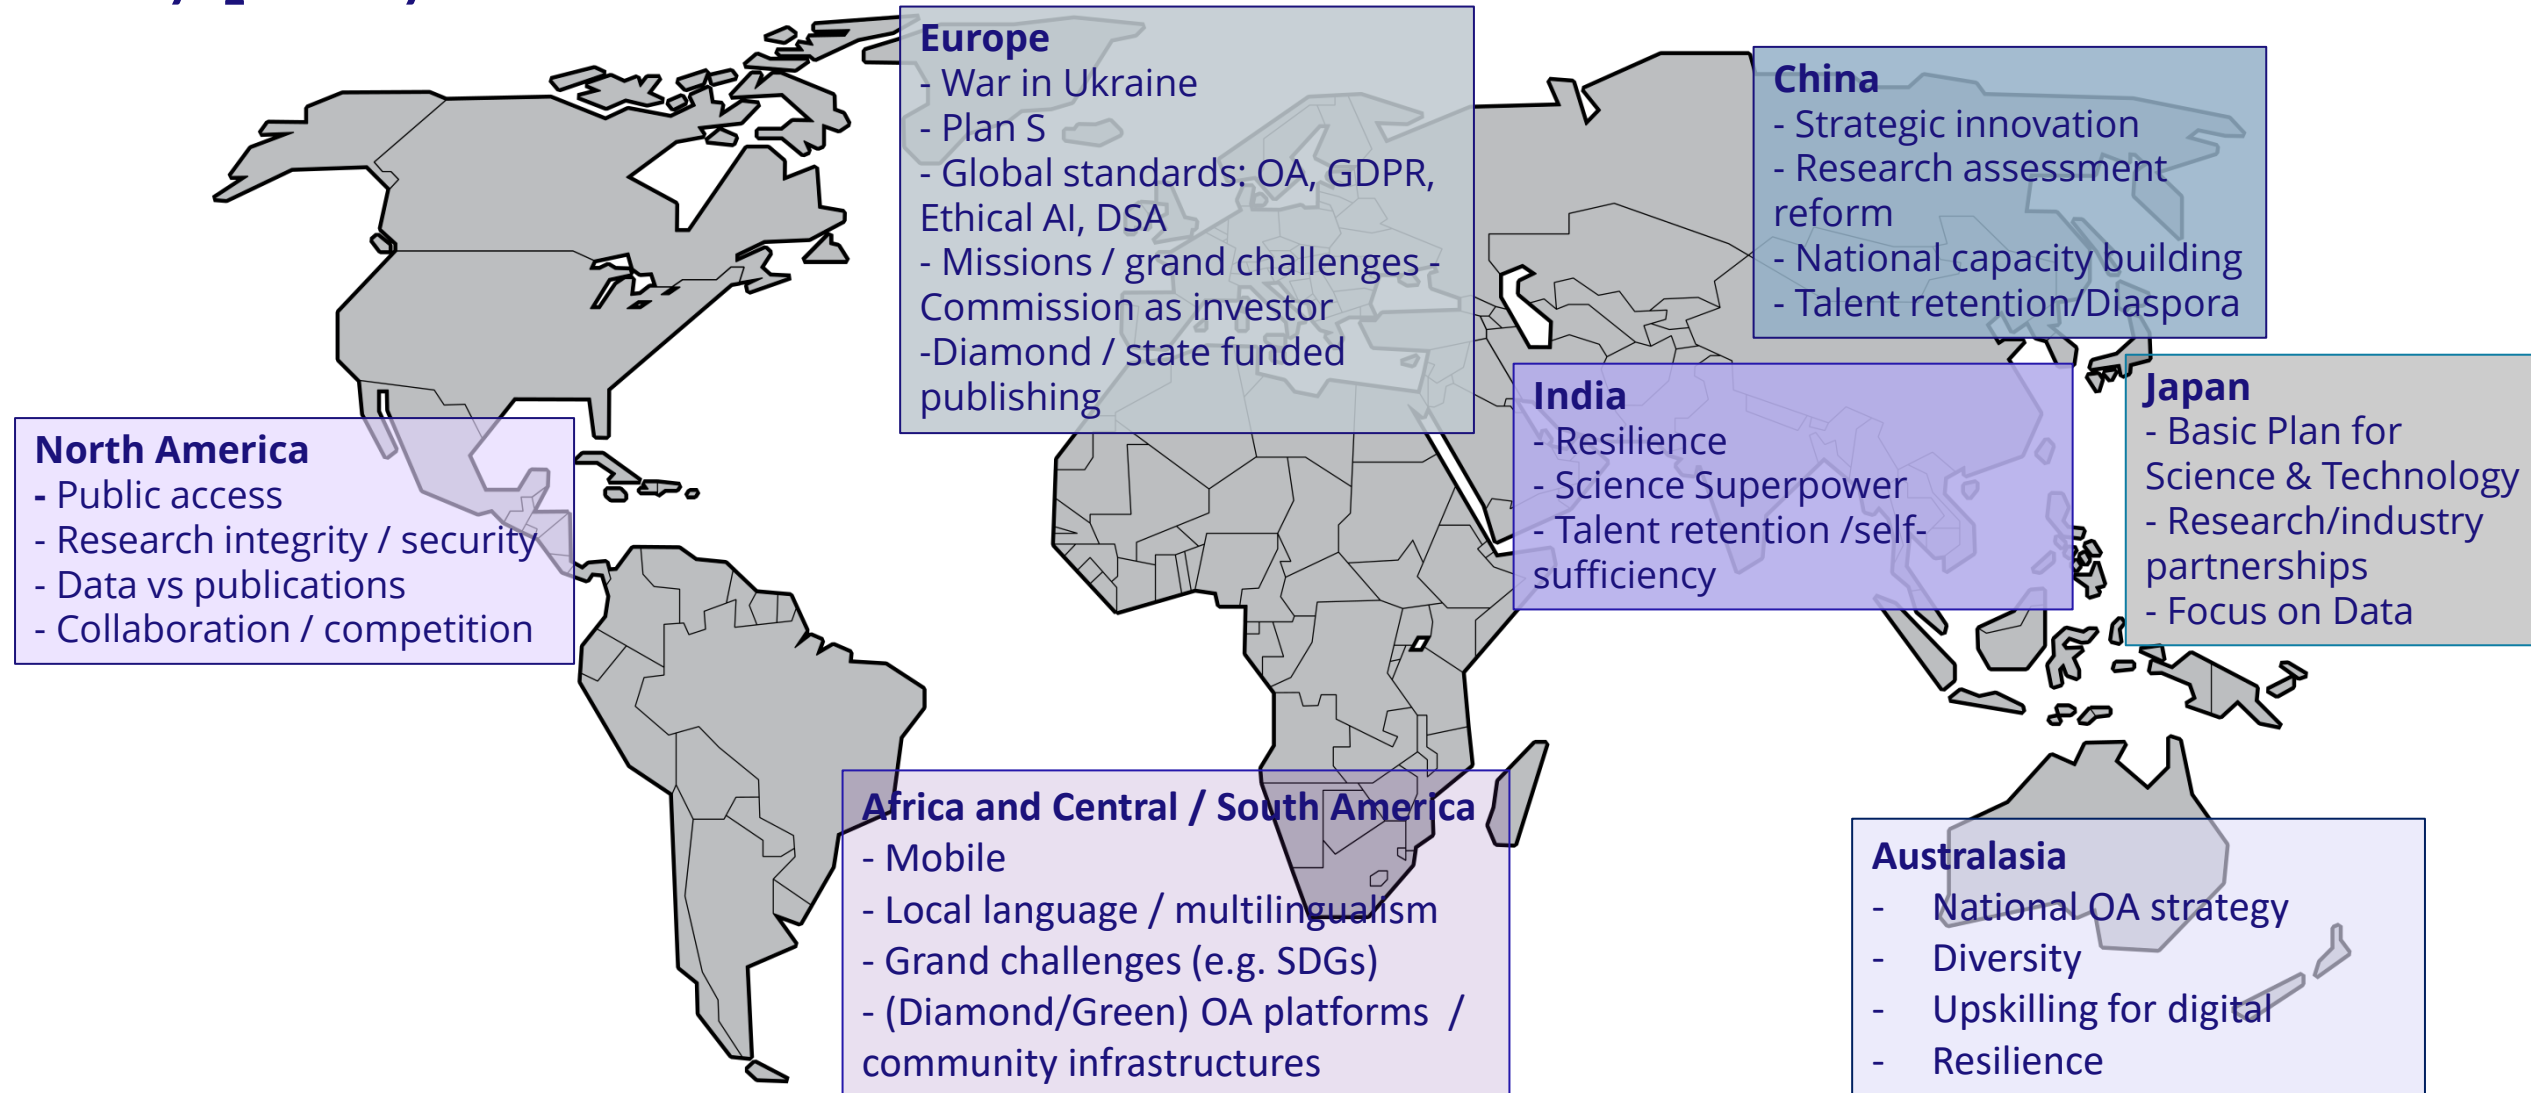 Europe
- War in Ukraine
- Plan S
- Global standards: OA, GDPR,
Ethical AI, DSA
- Missions / grand challenges -
Commission as investor
-Diamond / state funded
publishing
China
- Strategic innovation
- Research assessment
reform
- National capacity building
- Talent retention/Diaspora
India
- Resilience
- Science Superpower
- Talent retention /self-
sufficiency
Japan
- Basic Plan for
Science & Technology
- Research/industry
partnerships
- Focus on Data
North America
- Public access
- Research integrity / security
- Data vs publications
- Collaboration / competition
Africa and Central / South America
- Mobile
- Local language / multilingualism
- Grand challenges (e.g. SDGs)
- (Diamond/Green) OA platforms /
community infrastructures
Australasia
- National OA strategy
- Diversity
- Upskilling for digital
- Resilience